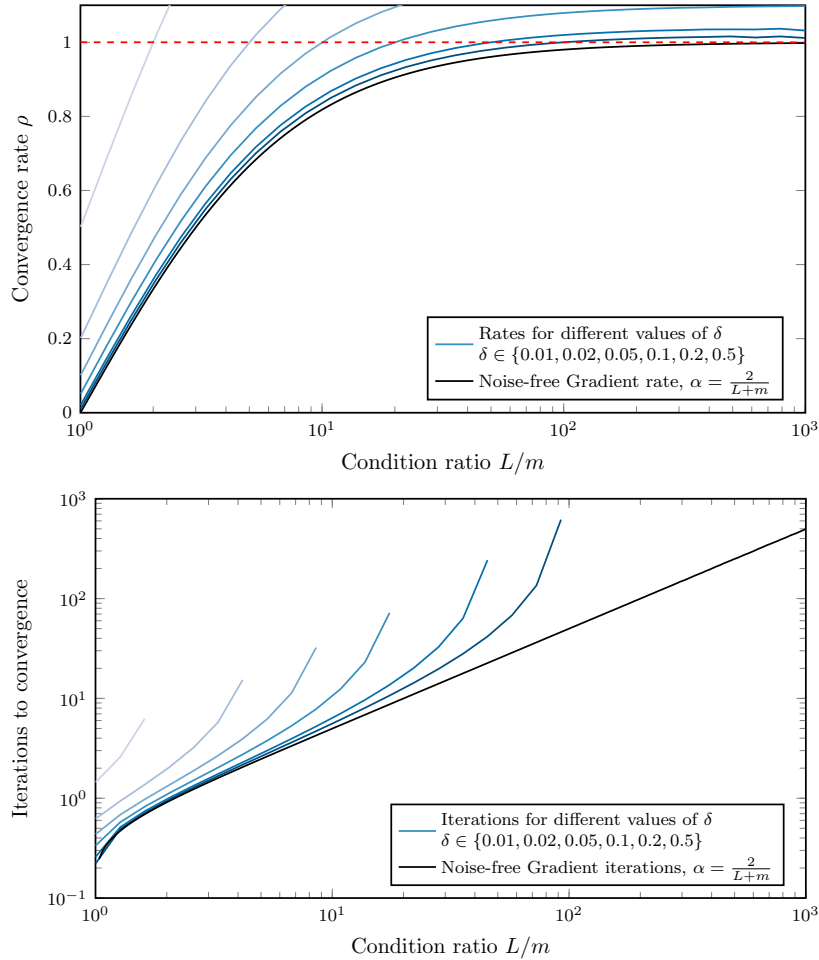 1
0.8
0.6
0.4
0.2
0
Convergence rate ρ
10^0
10^1
10^2
10^3
Condition ratio L/m
Rates for different values of δ
δ ∈ {0.01, 0.02, 0.05, 0.1, 0.2, 0.5}
Noise-free Gradient rate, α = 2/(L+m)
10^3
10^2
10^1
10^0
10^−1
Iterations to convergence
10^0
10^1
10^2
10^3
Condition ratio L/m
Iterations for different values of δ
δ ∈ {0.01, 0.02, 0.05, 0.1, 0.2, 0.5}
Noise-free Gradient iterations, α = 2/(L+m)